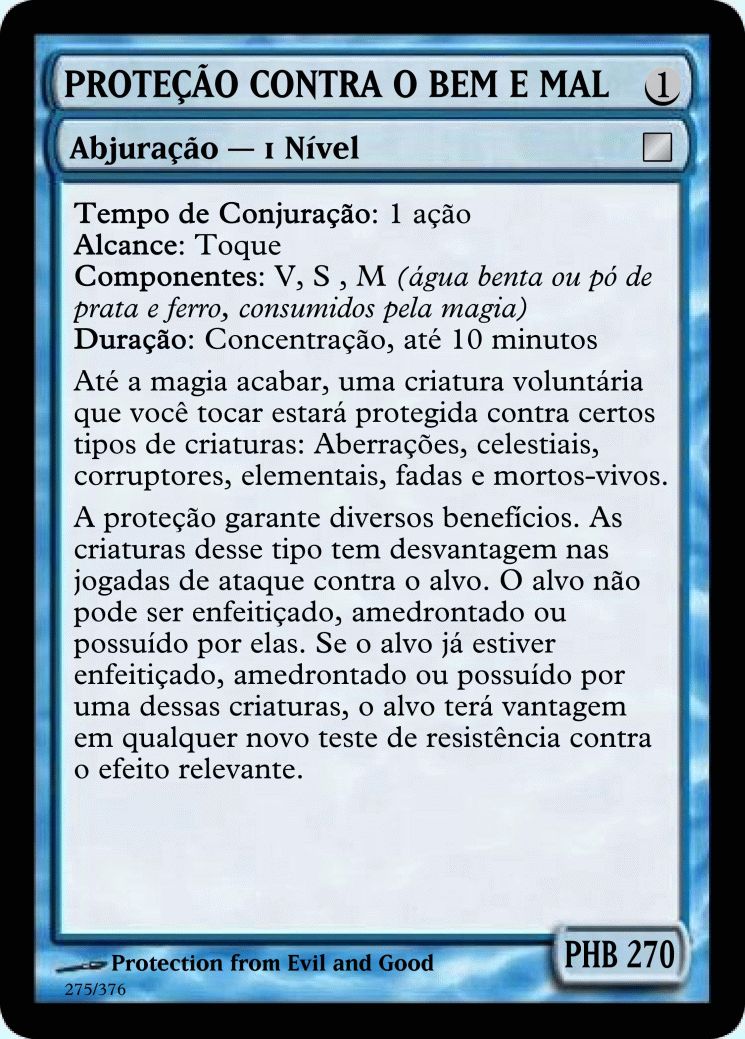 PROTEÇÃO CONTRA O BEM E MAL 1
Abjuração — 1 Nível
Tempo de Conjuração: 1 ação
Alcance: Toque
Componentes: V, S , M (água benta ou pó de
prata e ferro, consumidos pela magia)
Duração: Concentração, até 10 minutos
Até a magia acabar, uma criatura voluntária
que você tocar estará protegida contra certos
tipos de criaturas: Aberrações, celestiais,
corruptores, elementais, fadas e mortos-vivos.
A proteção garante diversos benefícios. As
criaturas desse tipo tem desvantagem nas
jogadas de ataque contra o alvo. O alvo não
pode ser enfeitiçado, amedrontado ou
possuído por elas. Se o alvo já estiver
enfeitiçado, amedrontado ou possuído por
uma dessas criaturas, o alvo terá vantagem
em qualquer novo teste de resistência contra
o efeito relevante.
PHB 270
Protection from Evil and Good
275/376